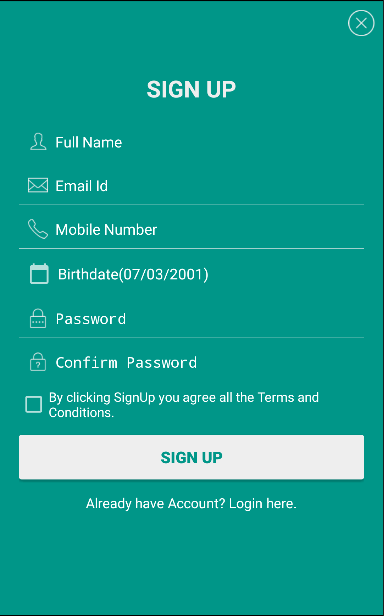 SIGN UP
Full Name
Email Id
Mobile Number
Birthdate(07/03/2001)
Password
Confirm Password
By clicking SignUp you agree all the Terms and
Conditions.
SIGN UP
Already have Account? Login here.